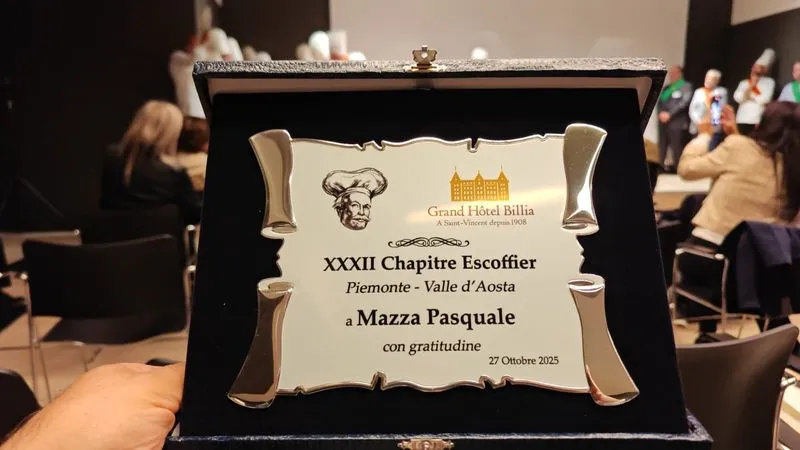 Grand Hôtel Billia
A Saint-Vincent depuis 1908
XXXII Chapitre Escoffier
Piemonte - Valle d'Aosta
a Mazza Pasquale
con gratitudine
27 Ottobre 2025